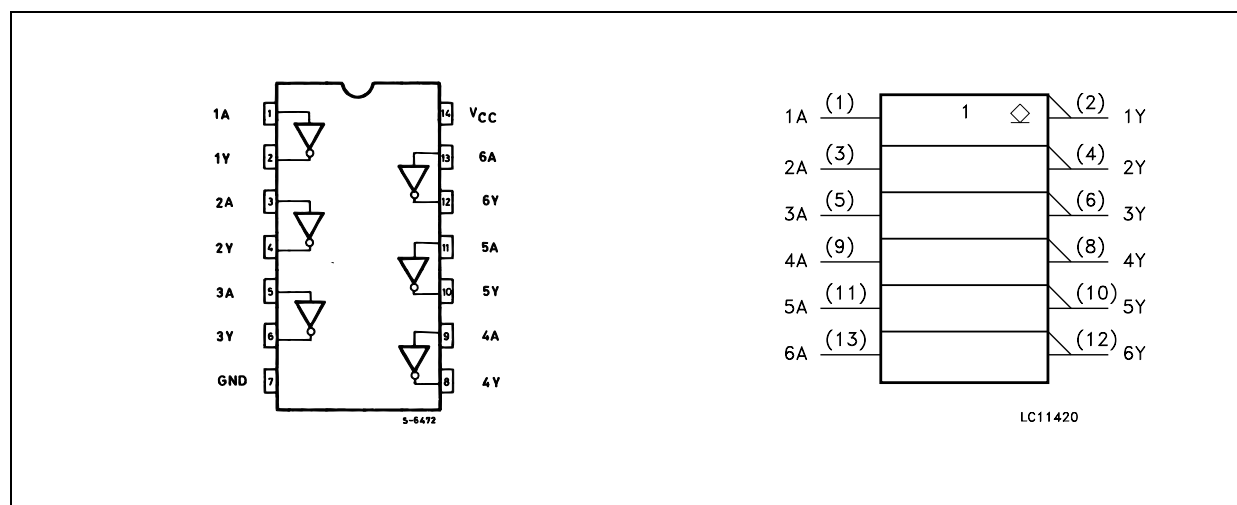 1A 1 14 VCC
1Y 2 13 6A
2A 3 12 6Y
2Y 4 11 5A
3A 5 10 5Y
3Y 6 9 4A
GND 7 8 4Y
S-6472
1
1A (1) (2) 1Y
2A (3) (4) 2Y
3A (5) (6) 3Y
4A (9) (8) 4Y
5A (11) (10) 5Y
6A (13) (12) 6Y
LC11420